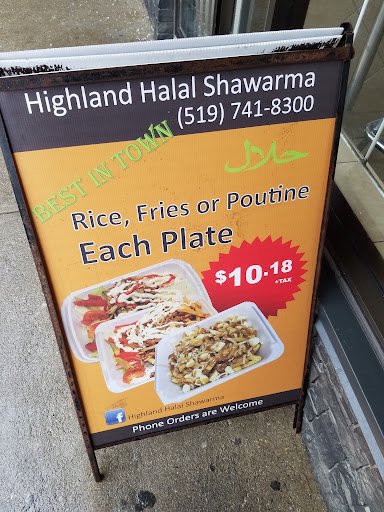 Highland Halal Shawarma
(519) 741-8300
BEST IN TOWN
حلال
Rice, Fries or Poutine
Each Plate
$10.18
+TAX
f Highland Halal Shawarma
Phone Orders are Welcome